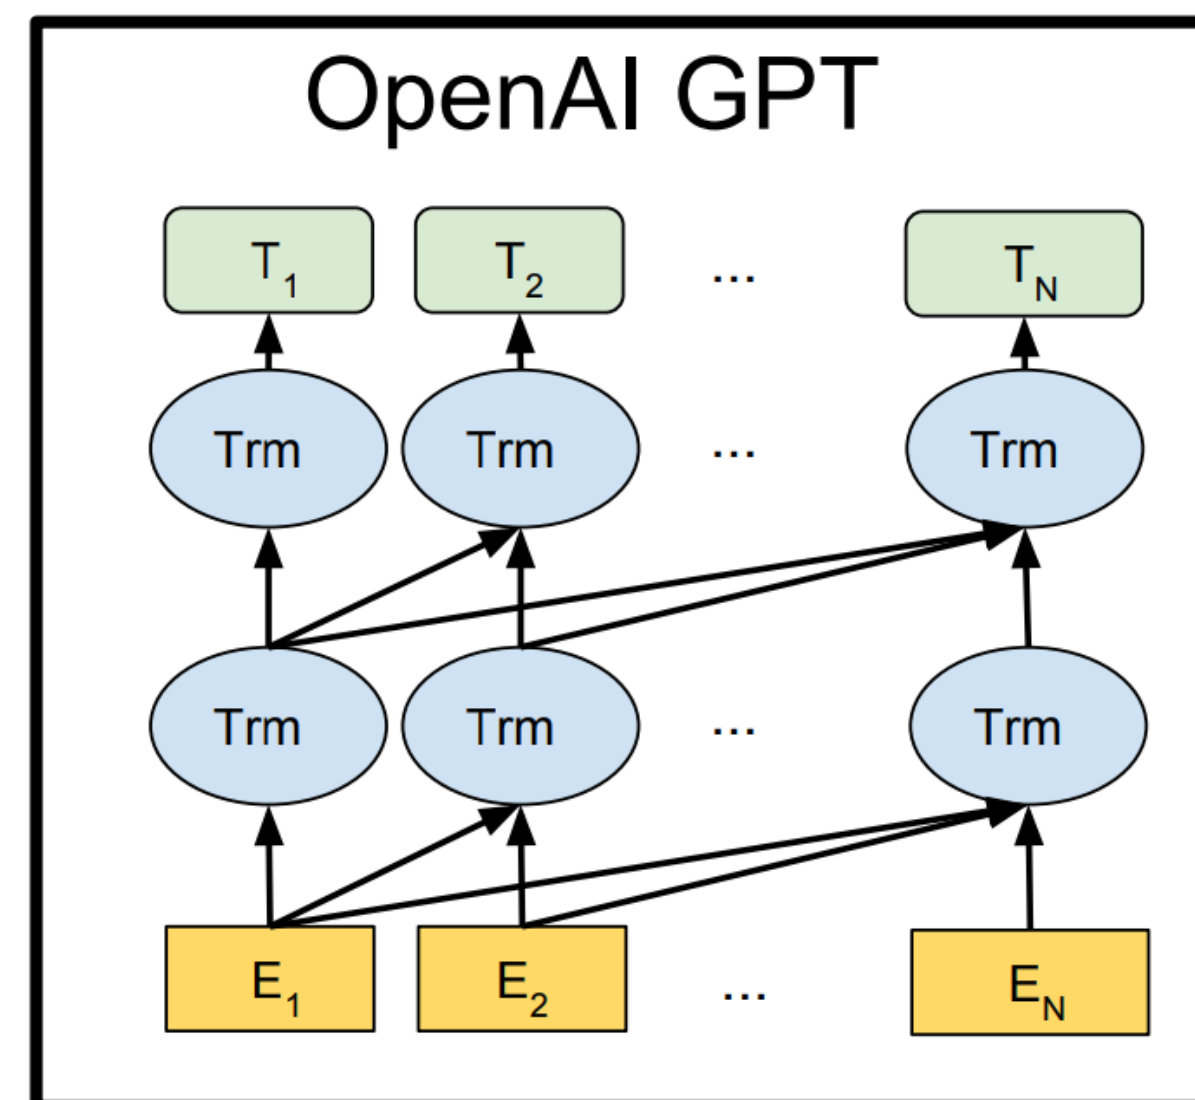 OpenAI GPT
T1 T2 ... TN
Trm Trm ... Trm
Trm Trm ... Trm
E1 E2 ... EN